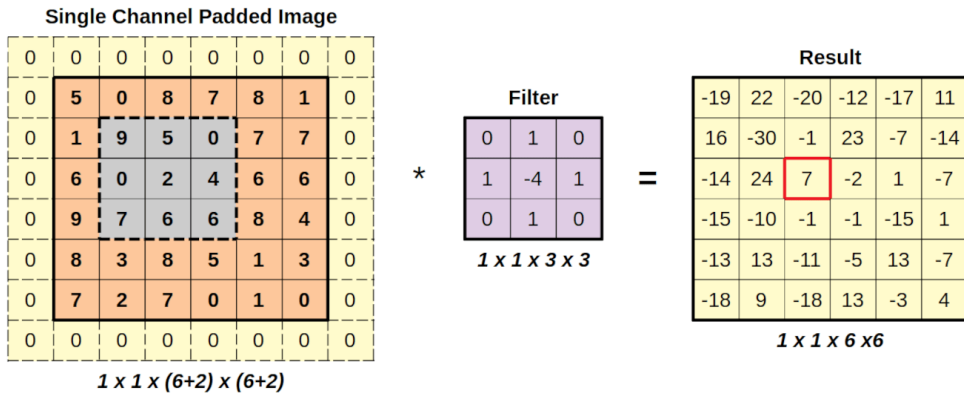 Single Channel Padded Image
0 0 0 0 0 0 0 0
0 5 0 8 7 8 1 0
0 1 9 5 0 7 7 0
0 6 0 2 4 6 6 0
0 9 7 6 6 8 4 0
0 8 3 8 5 1 3 0
0 7 2 7 0 1 0 0
0 0 0 0 0 0 0 0
1 x 1 x (6+2) x (6+2)
*
Filter
0 1 0
1 -4 1
0 1 0
1 x 1 x 3 x 3
=
Result
-19 22 -20 -12 -17 11
16 -30 -1 23 -7 -14
-14 24 7 -2 1 -7
-15 -10 -1 -1 -15 1
-13 13 -11 -5 13 -7
-18 9 -18 13 -3 4
1 x 1 x 6 x6